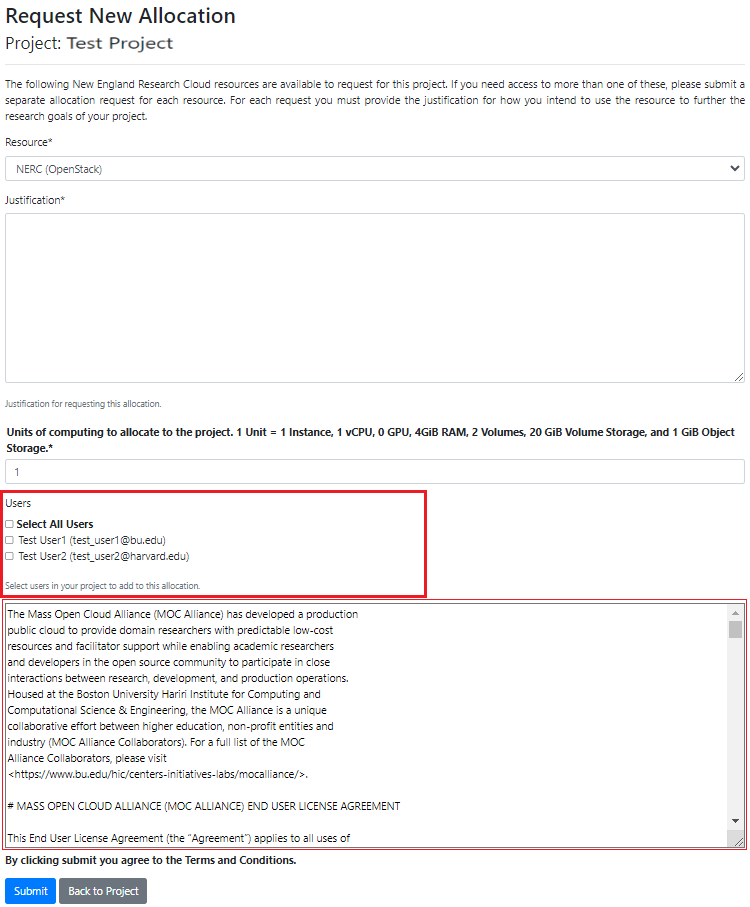 Request New Allocation
Project: Test Project
The following New England Research Cloud resources are available to request for this project. If you need access to more than one of these, please submit a
separate allocation request for each resource. For each request you must provide the justification for how you intend to use the resource to further the
research goals of your project.
Resource*
NERC (OpenStack)
Justification*
Justification for requesting this allocation.
Units of computing to allocate to the project. 1 Unit = 1 Instance, 1 vCPU, 0 GPU, 4GiB RAM, 2 Volumes, 20 GiB Volume Storage, and 1 GiB Object
Storage.*
1
Users
Select All Users
Test User1 (test_user1@bu.edu)
Test User2 (test_user2@harvard.edu)
Select users in your project to add to this allocation.
The Mass Open Cloud Alliance (MOC Alliance) has developed a production
public cloud to provide domain researchers with predictable low-cost
resources and facilitator support while enabling academic researchers
and developers in the open source community to participate in close
interactions between research, development, and production operations.
Housed at the Boston University Hariri Institute for Computing and
Computational Science & Engineering, the MOC Alliance is a unique
collaborative effort between higher education, non-profit entities and
industry (MOC Alliance Collaborators). For a full list of the MOC
Alliance Collaborators, please visit
<https://www.bu.edu/hic/centers-initiatives-labs/mocalliance/>.
# MASS OPEN CLOUD ALLIANCE (MOC ALLIANCE) END USER LICENSE AGREEMENT
This End User License Agreement (the "Agreement") applies to all uses of
By clicking submit you agree to the Terms and Conditions.
Submit
Back to Project